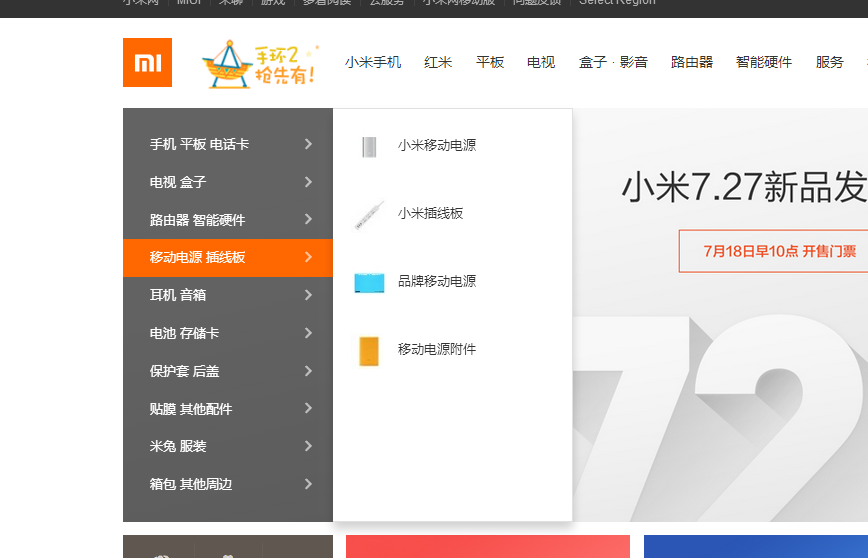 小米网 MIUI 米聊 游戏 多看阅读 云服务 小米网移动版 问题反馈 Select Region
手环2
抢先有!
小米手机 红米 平板 电视 盒子 · 影音 路由器 智能硬件 服务
手机 平板 电话卡
电视 盒子
路由器 智能硬件
移动电源 插线板
耳机 音箱
电池 存储卡
保护套 后盖
贴膜 其他配件
米兔 服装
箱包 其他周边
小米移动电源
小米插线板
品牌移动电源
移动电源附件
小米7.27新品发
7月18日早10点 开售门票
72